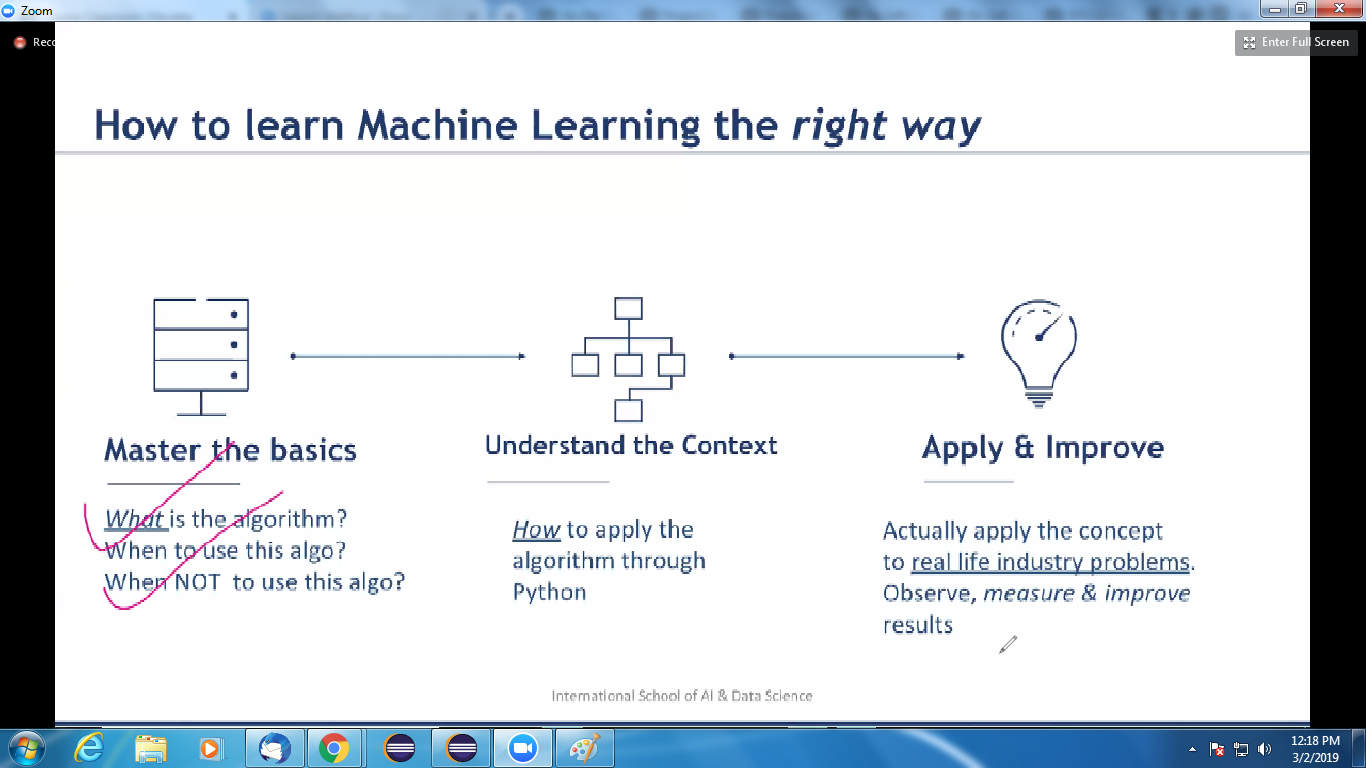 Zoom
Enter Full Screen
How to learn Machine Learning the right way
Master the basics
What is the algorithm?
When to use this algo?
When NOT to use this algo?
Understand the Context
How to apply the
algorithm through
Python
Apply & Improve
Actually apply the concept
to real life industry problems.
Observe, measure & improve
results
International School of AI & Data Science
12:18 PM
3/2/2019